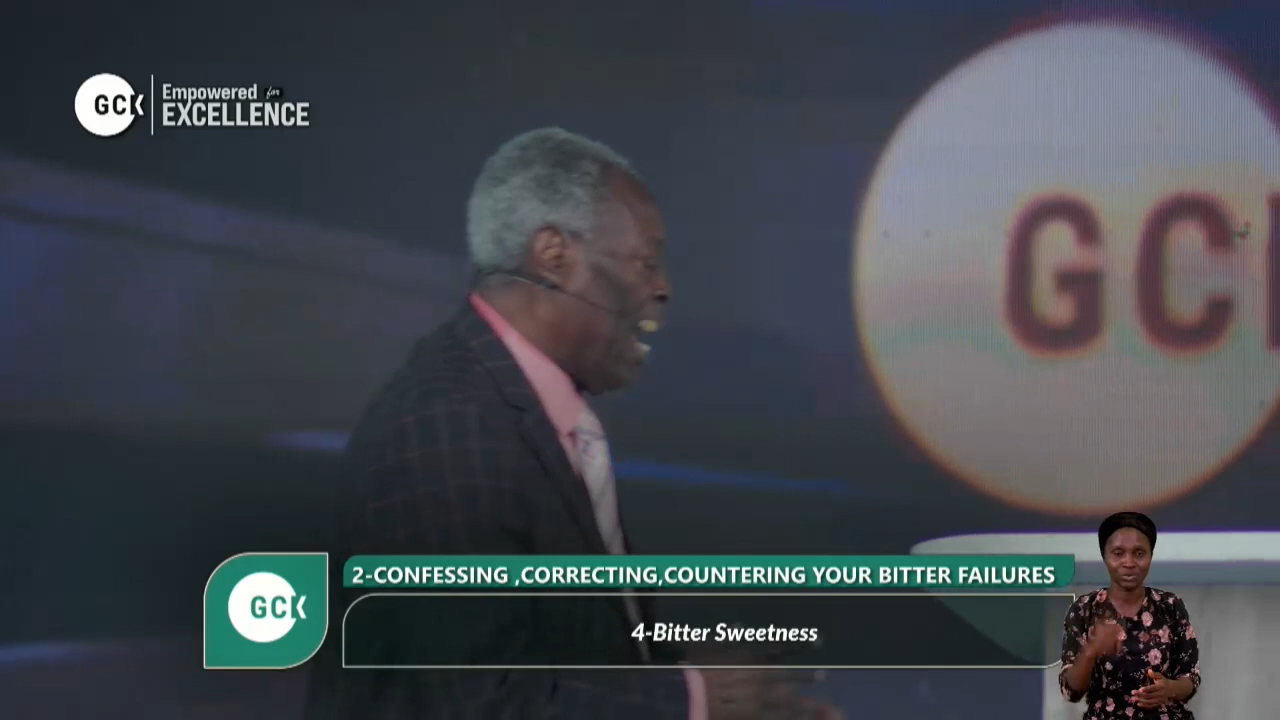 GCK
Empowered for
EXCELLENCE
GCK
GCK
2-CONFESSING ,CORRECTING,COUNTERING YOUR BITTER FAILURES
4-Bitter Sweetness